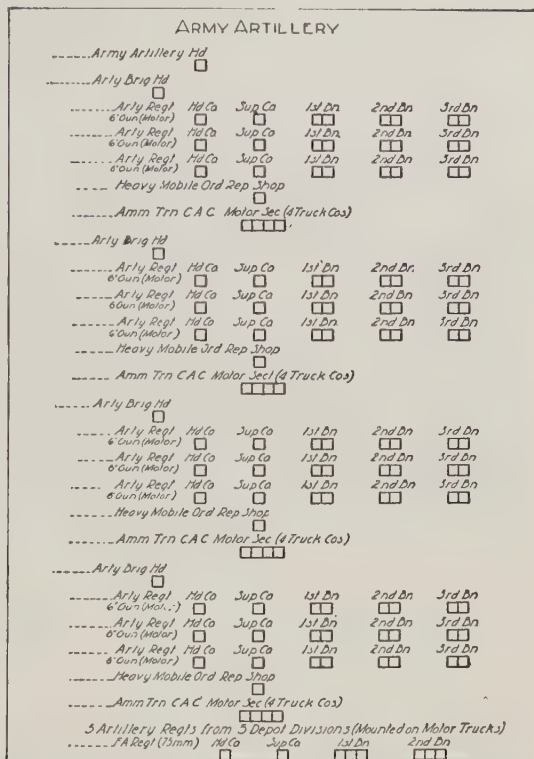 ARMY ARTILLERY
Army Artillery Hd
Arty Brig Hd
Arty Regt Hd Co Sup Co 1st Bn 2nd Bn 3rd Bn
6"Gun (Motor)
Arty Regt Hd Co Sup Co 1st Bn 2nd Bn 3rd Bn
6"Gun (Motor)
Arty Regt Hd Co Sup Co 1st Bn 2nd Bn 3rd Bn
6"Gun (Motor)
Heavy Mobile Ord Rep Shop
Amm Trn C A C Motor Sec (4 Truck Cos)
Arty Brig Hd
Arty Regt Hd Co Sup Co 1st Bn 2nd Bn 3rd Bn
6"Gun (Motor)
Arty Regt Hd Co Sup Co 1st Bn 2nd Bn 3rd Bn
6"Gun (Motor)
Arty Regt Hd Co Sup Co 1st Bn 2nd Bn 3rd Bn
6"Gun (Motor)
Heavy Mobile Ord Rep Shop
Amm Trn C A C Motor Sect (4 Truck Cos)
Arty Brig Hd
Arty Regt Hd Co Sup Co 1st Bn 2nd Bn 3rd Bn
6"Gun (Motor)
Arty Regt Hd Co Sup Co 1st Bn 2nd Bn 3rd Bn
6"Gun (Motor)
Arty Regt Hd Co Sup Co 1st Bn 2nd Bn 3rd Bn
6"Gun (Motor)
Heavy Mobile Ord Rep Shop
Amm Trn C A C Motor Sec (4 Truck Cos)
Arty Brig Hd
Arty Regt Hd Co Sup Co 1st Bn 2nd Bn 3rd Bn
6"Gun
Arty Regt Hd Co Sup Co 1st Bn 2nd Bn 3rd Bn
6"Gun (Motor)
Arty Regt Hd Co Sup Co 1st Bn 2nd Bn 3rd Bn
6"Gun (Motor)
Heavy Mobile Ord Rep Shop
Amm Trn C A C Motor Sec (4 Truck Cos)
5 Artillery Regts from 5 Depot Divisions (Mounted on Motor Trucks)
FA Regt (75mm) Hd Co Sup Co 1st Bn 2nd Bn